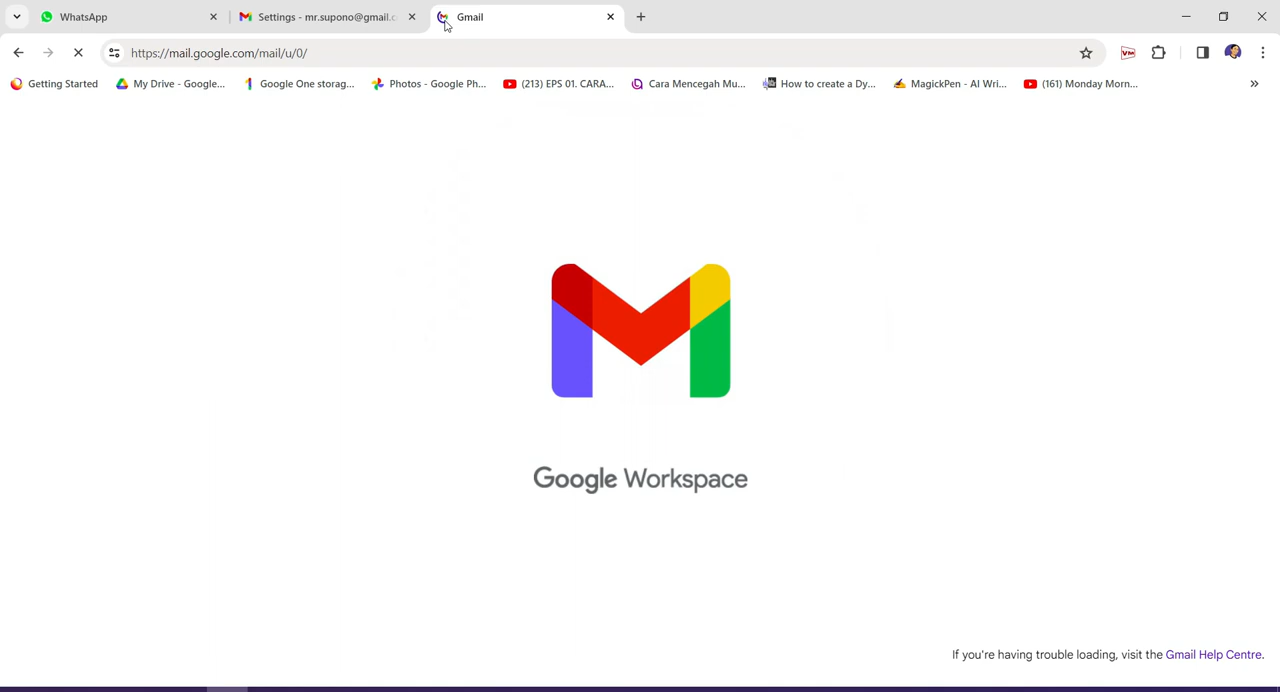 WhatsApp
Settings - mr.supono@gmail.c
Gmail
https://mail.google.com/mail/u/0/
VM
Getting Started
My Drive - Google...
Google One storag...
Photos - Google Ph...
(213) EPS 01. CARA...
Cara Mencegah Mu...
How to create a Dy...
MagickPen - AI Wri...
(161) Monday Morn...
Google Workspace
If you're having trouble loading, visit the Gmail Help Centre.